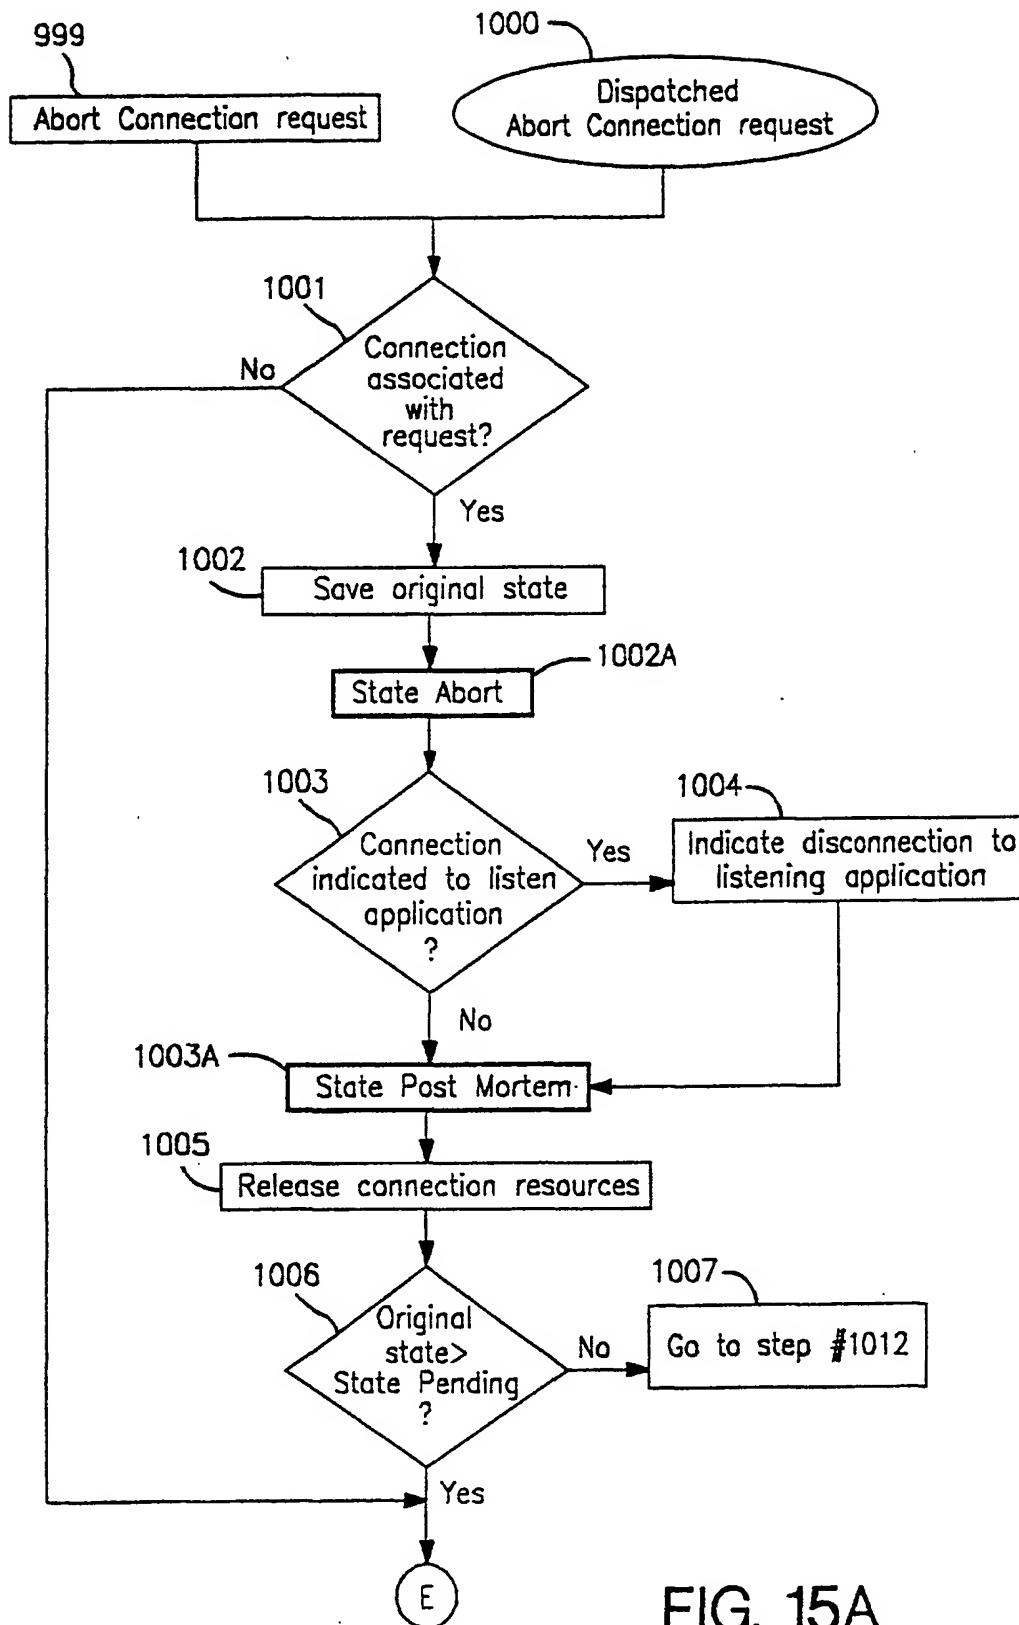 999
1000
Abort Connection request
Dispatched
Abort Connection request
1001
Connection
associated
with
request?
No
Yes
1002
Save original state
1002A
State Abort
1003
Connection
indicated to listen
application
?
Yes
1004
Indicate disconnection to
listening application
No
1003A
State Post Mortem
1005
Release connection resources
1006
Original
state>
State Pending
?
No
1007
Go to step #1012
Yes
E
FIG. 15A